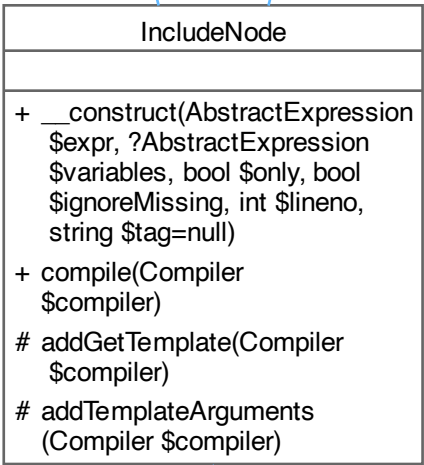 IncludeNode
+ __construct(AbstractExpression
$expr, ?AbstractExpression
$variables, bool $only, bool
$ignoreMissing, int $lineno,
string $tag=null)
+ compile(Compiler
$compiler)
# addGetTemplate(Compiler
$compiler)
# addTemplateArguments
(Compiler $compiler)